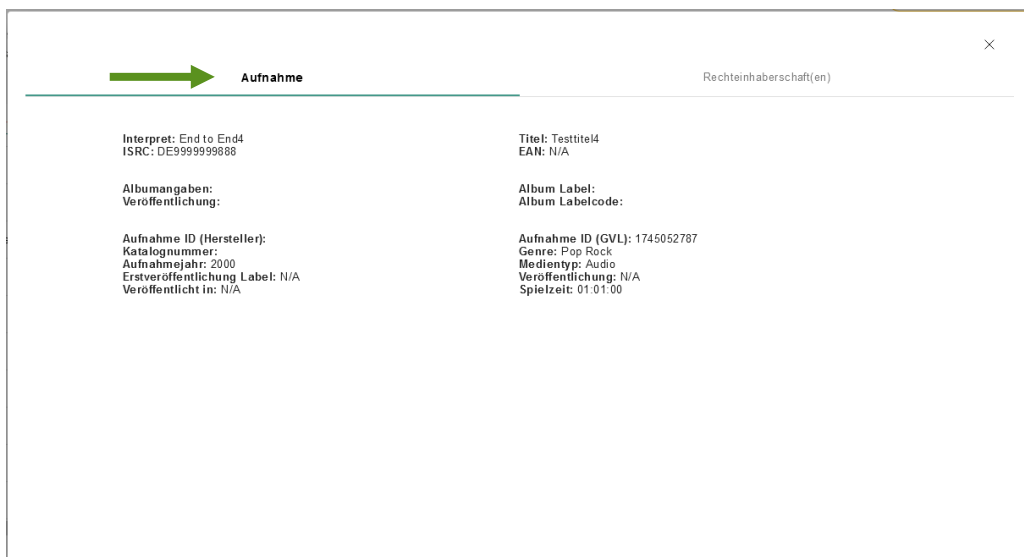 Aufnahme
Rechteinhaberschaft(en)
Interpret: End to End4
ISRC: DE9999999888
Titel: Testtitel4
EAN: N/A
Albumangaben:
Veröffentlichung:
Album Label:
Album Labelcode:
Aufnahme ID (Hersteller):
Katalognummer:
Aufnahmejahr: 2000
Erstveröffentlichung Label: N/A
Veröffentlicht in: N/A
Aufnahme ID (GVL): 1745052787
Genre: Pop Rock
Medientyp: Audio
Veröffentlichung: N/A
Spielzeit: 01:01:00